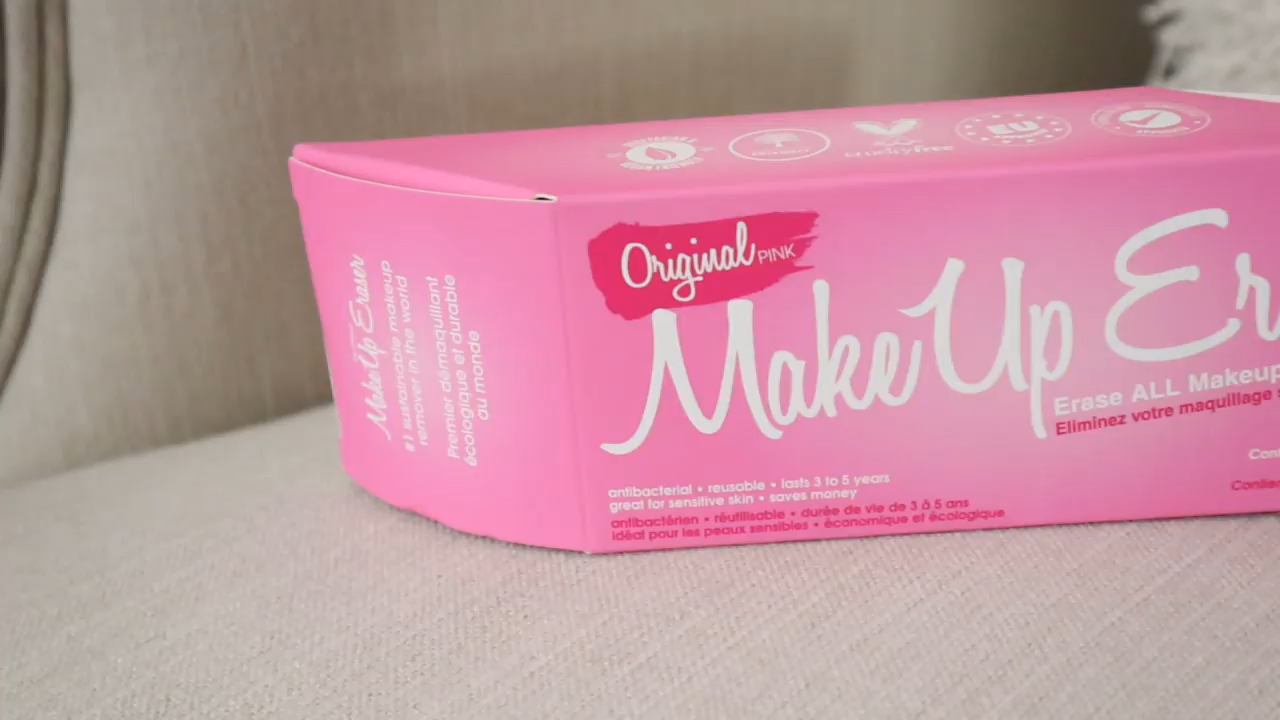 cruelty free
EU
Original PINK
MakeUp Er
Erase ALL Makeup
Eliminez votre maquillage
Cont
Contie
antibacterial • reusable • lasts 3 to 5 years
great for sensitive skin • saves money
antibactérien • réutilisable • durée de vie de 3 à 5 ans
idéal pour les peaux sensibles • économique et écologique
MakeUp Eraser
#1 sustainable makeup
remover in the world
Premier démaquillant
écologique et durable
au monde